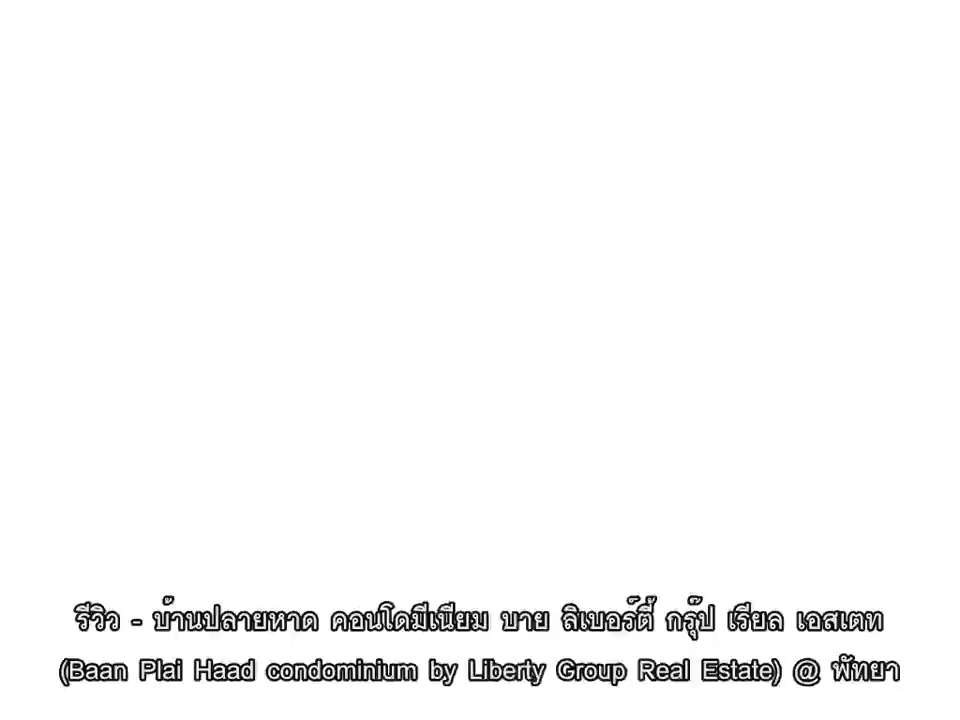 รีวิว - บ้านปลายหาด คอนโดมีเนียม บาย ลิเบอร์ตี้ กรุ๊ป เรียล เอสเตท
(Baan Plai Haad condominium by Liberty Group Real Estate) @ พัทยา